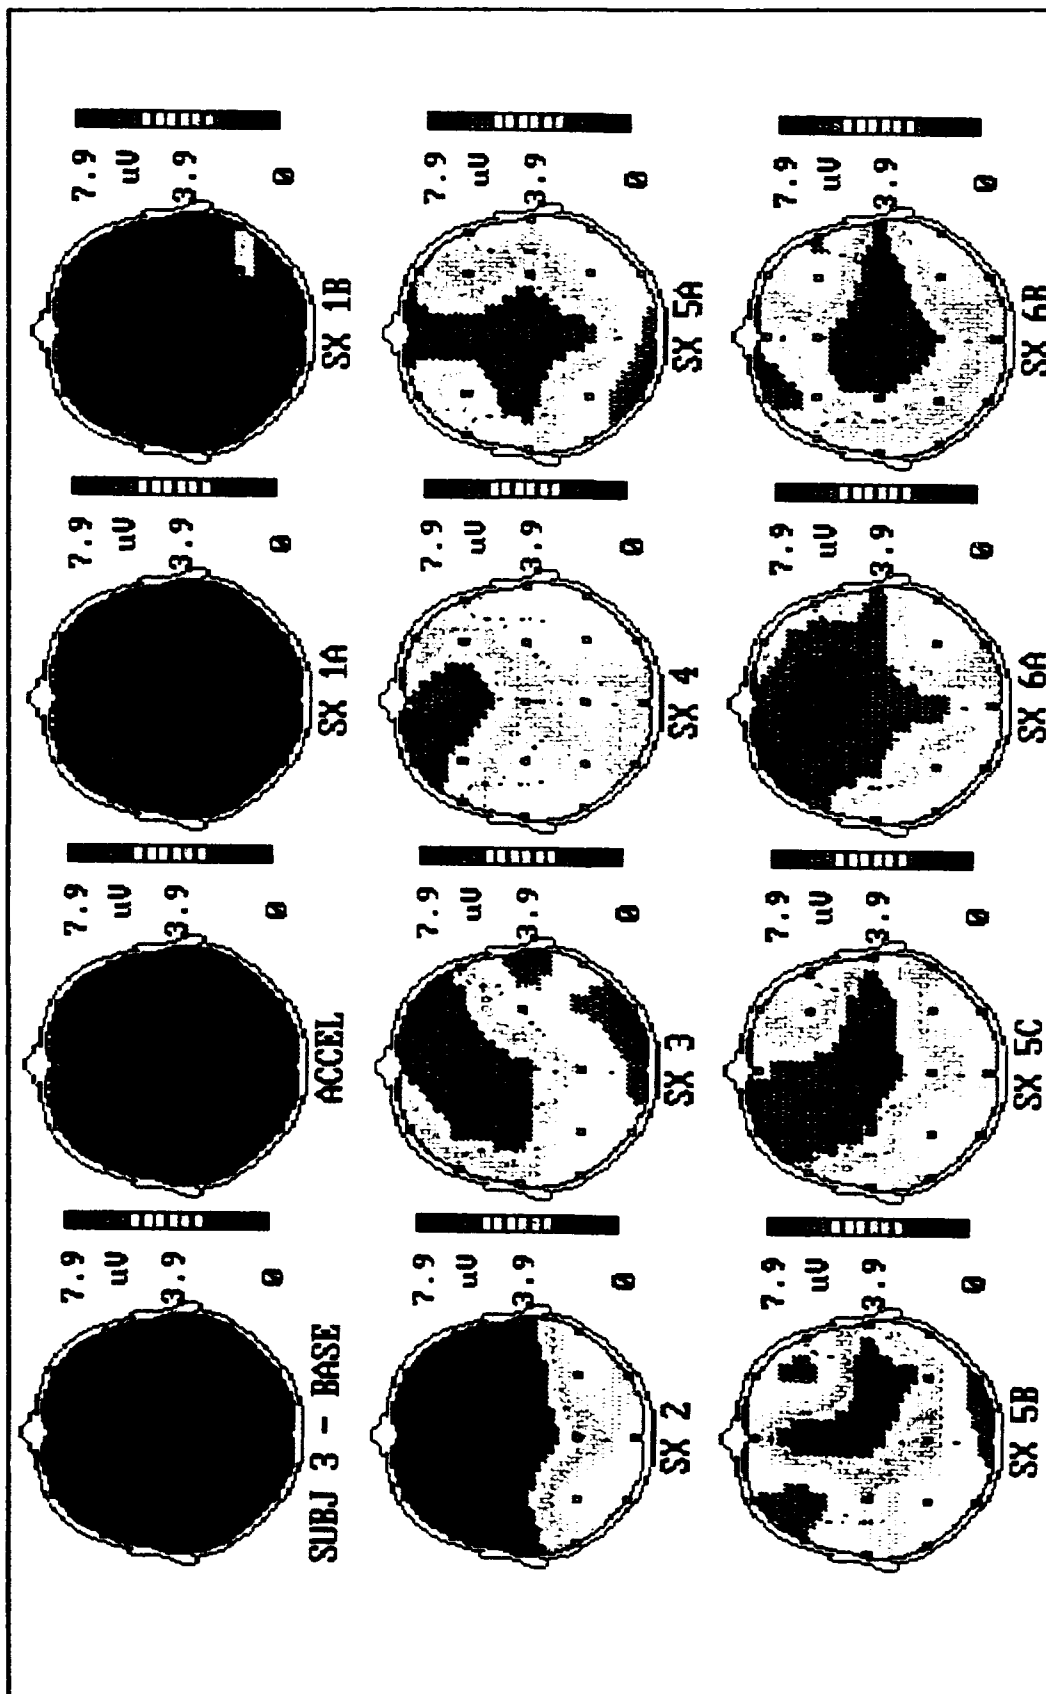 7.9
uV
3.9
0
SUBJ 3 - BASE
7.9
uV
3.9
0
ACCEL
7.9
uV
3.9
0
SX 1A
7.9
uV
3.9
0
SX 1B
7.9
uV
3.9
0
SX 2
7.9
uV
3.9
0
SX 3
7.9
uV
3.9
0
SX 4
7.9
uV
3.9
0
SX 5A
7.9
uV
3.9
0
SX 5B
7.9
uV
3.9
0
SX 5C
7.9
uV
3.9
0
SX 6A
7.9
uV
3.9
0
SX 6B